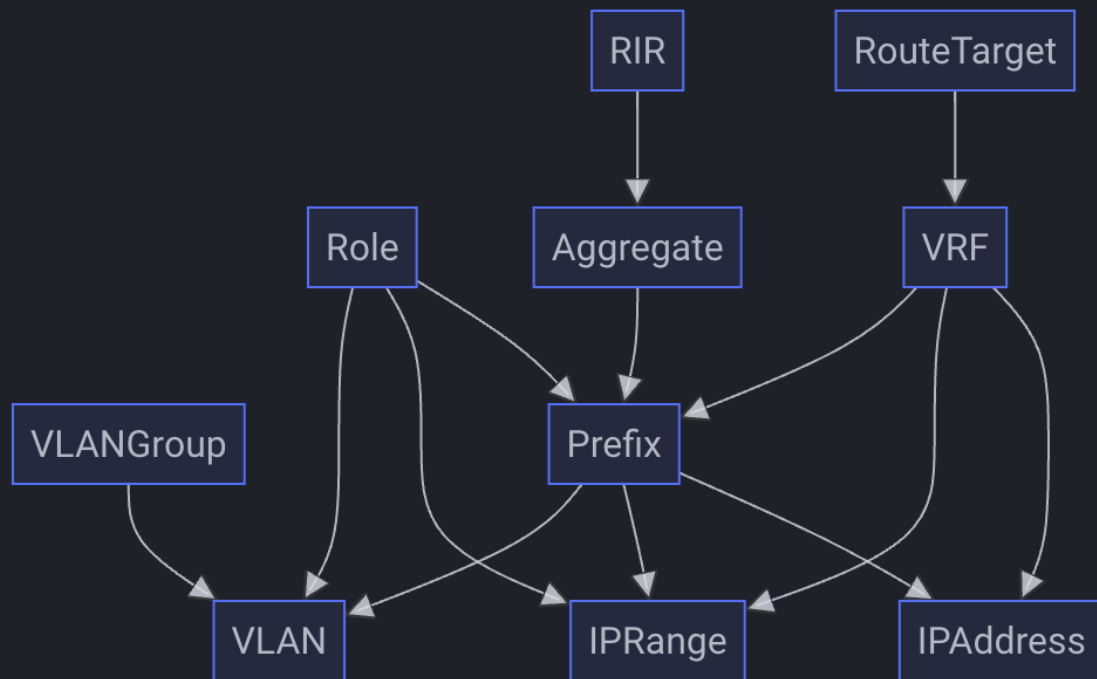 RIR
RouteTarget
Role
Aggregate
VRF
VLANGroup
Prefix
VLAN
IPRange
IPAddress